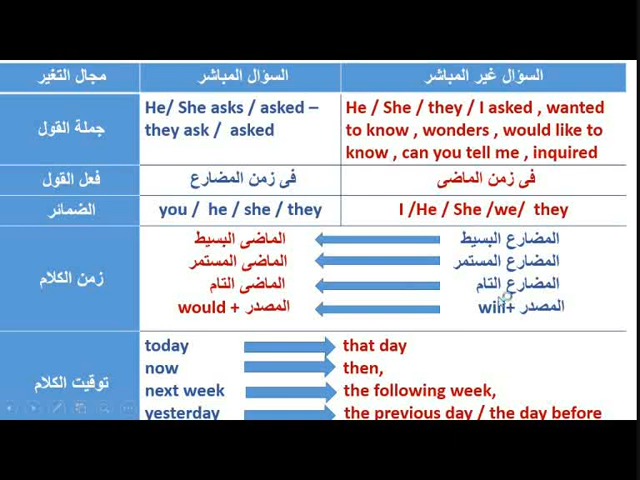 مجال التغير
السؤال المباشر
السؤال غير المباشر
جملة القول
He/ She asks / asked –
they ask / asked
He / She / they / I asked , wanted
to know , wonders , would like to
know , can you tell me , inquired
فعل القول
فى زمن المضارع
فى زمن الماضى
الضمائر
you / he / she / they
I /He / She /we/ they
زمن الكلام
المضارع البسيط
الماضى البسيط
المضارع المستمر
الماضى المستمر
المضارع التام
الماضى التام
المصدر +will
المصدر + would
توقيت الكلام
today
that day
now
then,
next week
the following week,
yesterday
the previous day / the day before